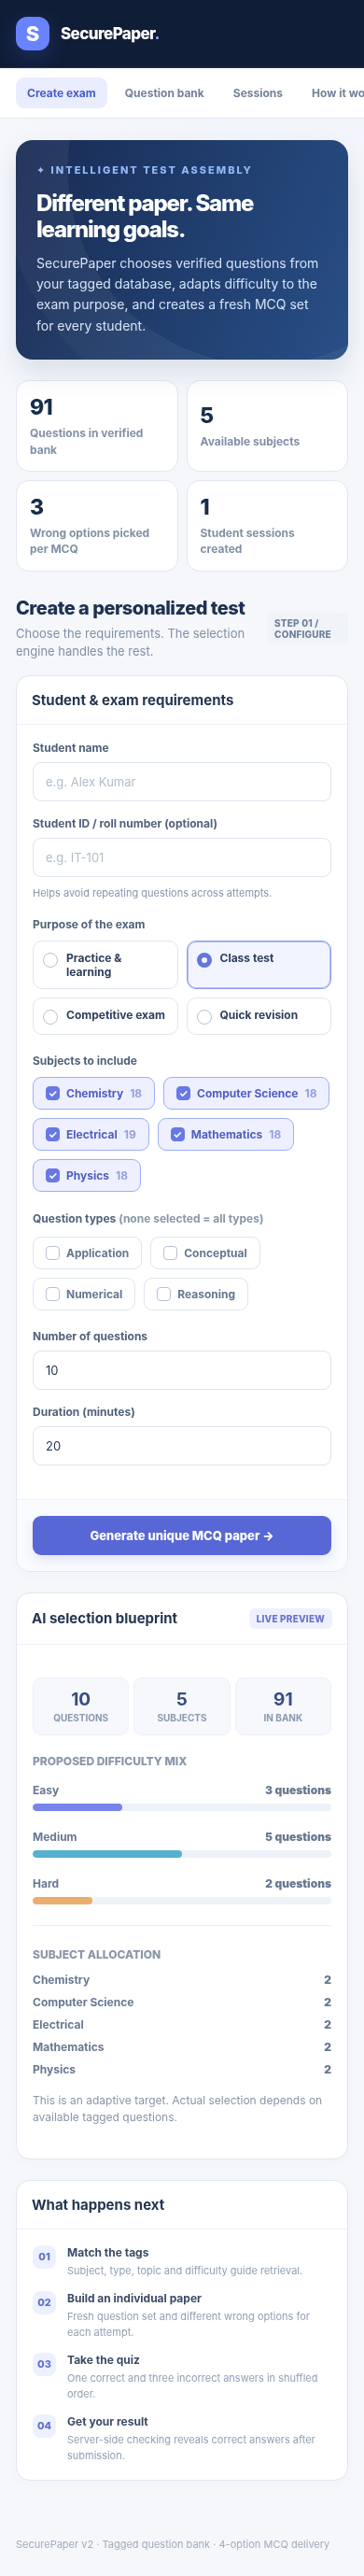 S SecurePaper.
Create exam Question bank Sessions How it wo
✦ INTELLIGENT TEST ASSEMBLY
Different paper. Same
learning goals.
SecurePaper chooses verified questions from
your tagged database, adapts difficulty to the
exam purpose, and creates a fresh MCQ set
for every student.
91
Questions in verified
bank
5
Available subjects
3
Wrong options picked
per MCQ
1
Student sessions
created
Create a personalized test
Choose the requirements. The selection
engine handles the rest.
STEP 01 /
CONFIGURE
Student & exam requirements
Student name
e.g. Alex Kumar
Student ID / roll number (optional)
e.g. IT-101
Helps avoid repeating questions across attempts.
Purpose of the exam
Practice &
learning
Class test
Competitive exam
Quick revision
Subjects to include
Chemistry 18
Computer Science 18
Electrical 19
Mathematics 18
Physics 18
Question types (none selected = all types)
Application
Conceptual
Numerical
Reasoning
Number of questions
10
Duration (minutes)
20
Generate unique MCQ paper →
AI selection blueprint
LIVE PREVIEW
10
QUESTIONS
5
SUBJECTS
91
IN BANK
PROPOSED DIFFICULTY MIX
Easy 3 questions
Medium 5 questions
Hard 2 questions
SUBJECT ALLOCATION
Chemistry 2
Computer Science 2
Electrical 2
Mathematics 2
Physics 2
This is an adaptive target. Actual selection depends on
available tagged questions.
What happens next
01 Match the tags
Subject, type, topic and difficulty guide retrieval.
02 Build an individual paper
Fresh question set and different wrong options for
each attempt.
03 Take the quiz
One correct and three incorrect answers in shuffled
order.
04 Get your result
Server-side checking reveals correct answers after
submission.
SecurePaper v2 · Tagged question bank · 4-option MCQ delivery